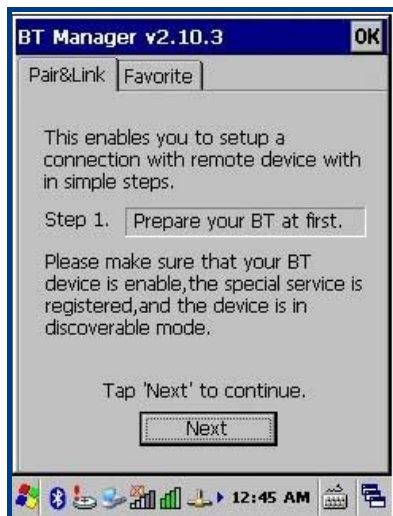 BT Manager v2.10.3 OK
Pair&Link Favorite
This enables you to setup a
connection with remote device with
in simple steps.
Step 1. Prepare your BT at first.
Please make sure that your BT
device is enable,the special service is
registered,and the device is in
discoverable mode.
Tap 'Next' to continue.
Next
12:45 AM